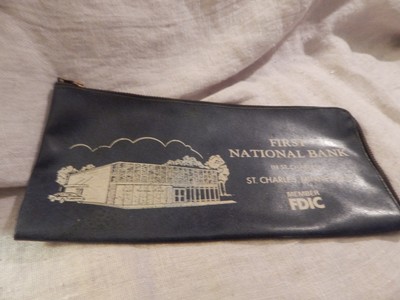 FIRST
NATIONAL BANK
ST. CHARLES
MEMBER
FDIC